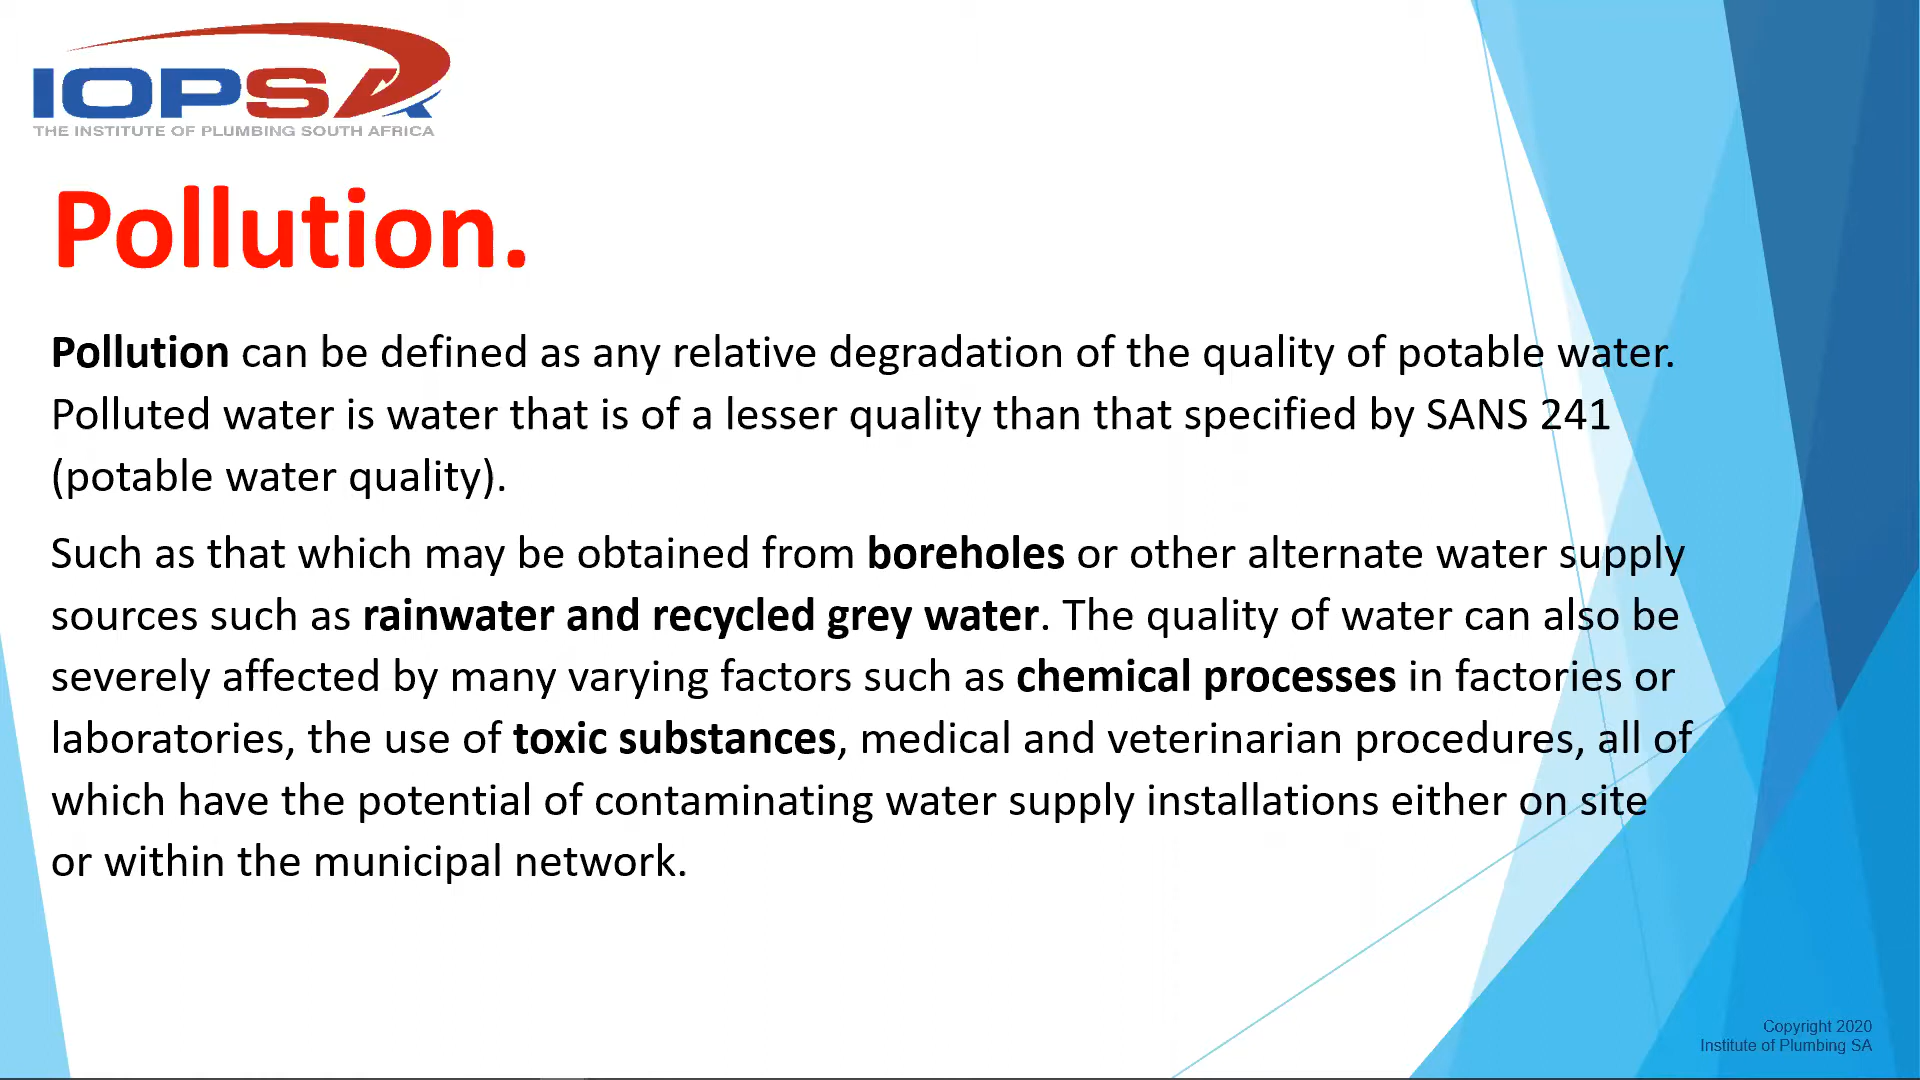 IOPSA
THE INSTITUTE OF PLUMBING SOUTH AFRICA
Pollution.
Pollution can be defined as any relative degradation of the quality of potable water.
Polluted water is water that is of a lesser quality than that specified by SANS 241
(potable water quality).
Such as that which may be obtained from boreholes or other alternate water supply
sources such as rainwater and recycled grey water. The quality of water can also be
severely affected by many varying factors such as chemical processes in factories or
laboratories, the use of toxic substances, medical and veterinarian procedures, all of
which have the potential of contaminating water supply installations either on site
or within the municipal network.
Copyright 2020
Institute of Plumbing SA